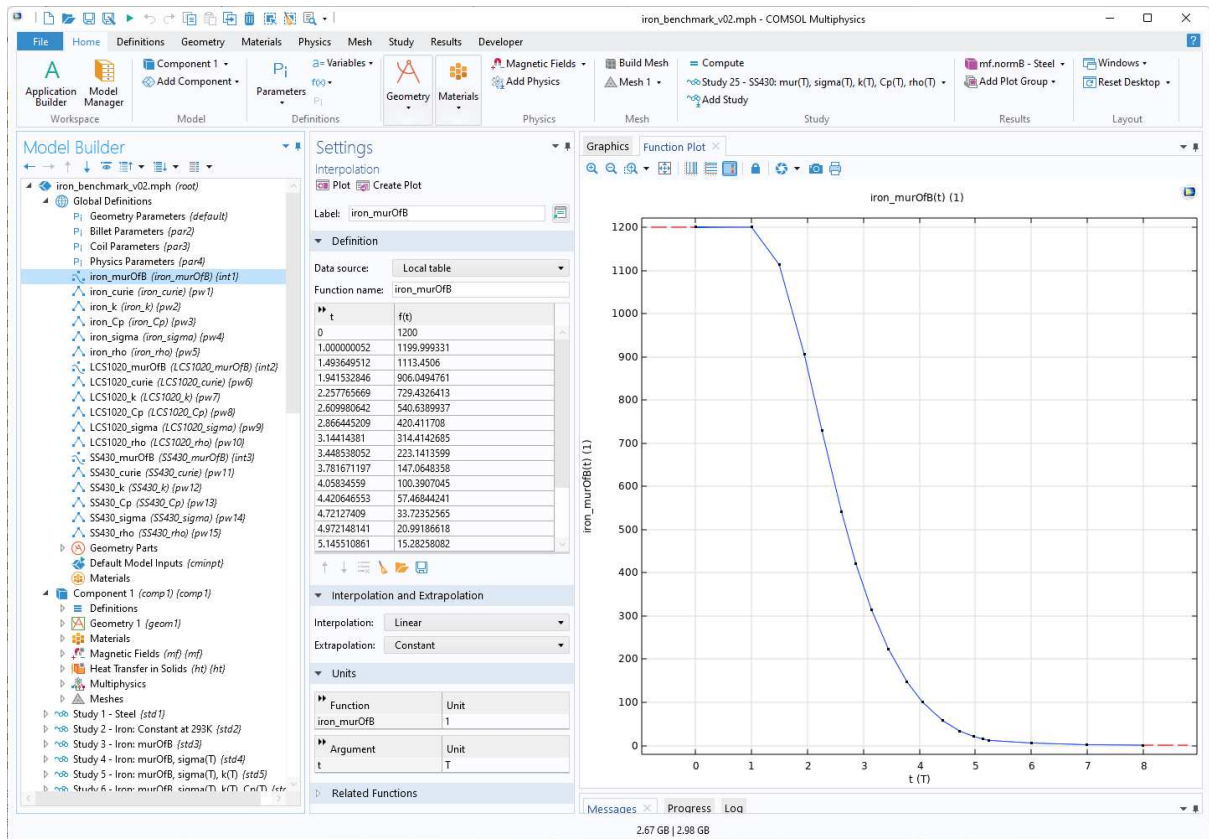 iron_benchmark_v02.mph - COMSOL Multiphysics
File Home Definitions Geometry Materials Physics Mesh Study Results Developer
Application Builder
Model Manager
Workspace
Component 1
Add Component
Model
Pi
Parameters
a= Variables
f(x)
Pi
Definitions
Geometry
Materials
Magnetic Fields
Add Physics
Physics
Build Mesh
Mesh 1
Mesh
= Compute
Study 25 - SS430: mur(T), sigma(T), k(T), Cp(T), rho(T)
Add Study
Study
mf.normB - Steel
Add Plot Group
Results
Windows
Reset Desktop
Layout
Model Builder
iron_benchmark_v02.mph (root)
Global Definitions
Pi Geometry Parameters {default}
Pi Billet Parameters {par2}
Pi Coil Parameters {par3}
Pi Physics Parameters {par4}
iron_murOfB (iron_murOfB) {int1}
iron_curie (iron_curie) {pw1}
iron_k (iron_k) {pw2}
iron_Cp (iron_Cp) {pw3}
iron_sigma (iron_sigma) {pw4}
iron_rho (iron_rho) {pw5}
LCS1020_murOfB (LCS1020_murOfB) {int2}
LCS1020_curie (LCS1020_curie) {pw6}
LCS1020_k (LCS1020_k) {pw7}
LCS1020_Cp (LCS1020_Cp) {pw8}
LCS1020_sigma (LCS1020_sigma) {pw9}
LCS1020_rho (LCS1020_rho) {pw10}
SS430_murOfB (SS430_murOfB) {int3}
SS430_curie (SS430_curie) {pw11}
SS430_k (SS430_k) {pw12}
SS430_Cp (SS430_Cp) {pw13}
SS430_sigma (SS430_sigma) {pw14}
SS430_rho (SS430_rho) {pw15}
Geometry Parts
Default Model Inputs {cminpt}
Materials
Component 1 (comp1) {comp1}
Definitions
Geometry 1 {geom1}
Materials
Magnetic Fields (mf) {mf}
Heat Transfer in Solids (ht) {ht}
Multiphysics
Meshes
Study 1 - Steel {std1}
Study 2 - Iron: Constant at 293K {std2}
Study 3 - Iron: murOfB {std3}
Study 4 - Iron: murOfB, sigma(T) {std4}
Study 5 - Iron: murOfB, sigma(T), k(T) {std5}
Study 6 - Iron: murOfB, sigma(T), k(T), Cp(T)
Settings
Interpolation
Plot Create Plot
Label: iron_murOfB
Definition
Data source: Local table
Function name: iron_murOfB
t f(t)
0 1200
1.000000052 1199.999331
1.493649512 1113.4506
1.941532846 906.0494761
2.257765669 729.4326413
2.609980642 540.6389937
2.866445209 420.411708
3.14414381 314.4142685
3.448538052 223.1413599
3.781671197 147.0648358
4.05834559 100.3907045
4.420646553 57.46844241
4.72127409 33.72352565
4.972148141 20.99186618
5.145510861 15.28258082
Interpolation and Extrapolation
Interpolation: Linear
Extrapolation: Constant
Units
Function Unit
iron_murOfB 1
Argument Unit
t T
Related Functions
Graphics Function Plot
iron_murOfB(t) (1)
1200
1100
1000
900
800
700
600
500
400
300
200
100
0
iron_murOfB(t) (1)
0 1 2 3 4 5 6 7 8
t (T)
Messages Progress Log
2.67 GB | 2.98 GB